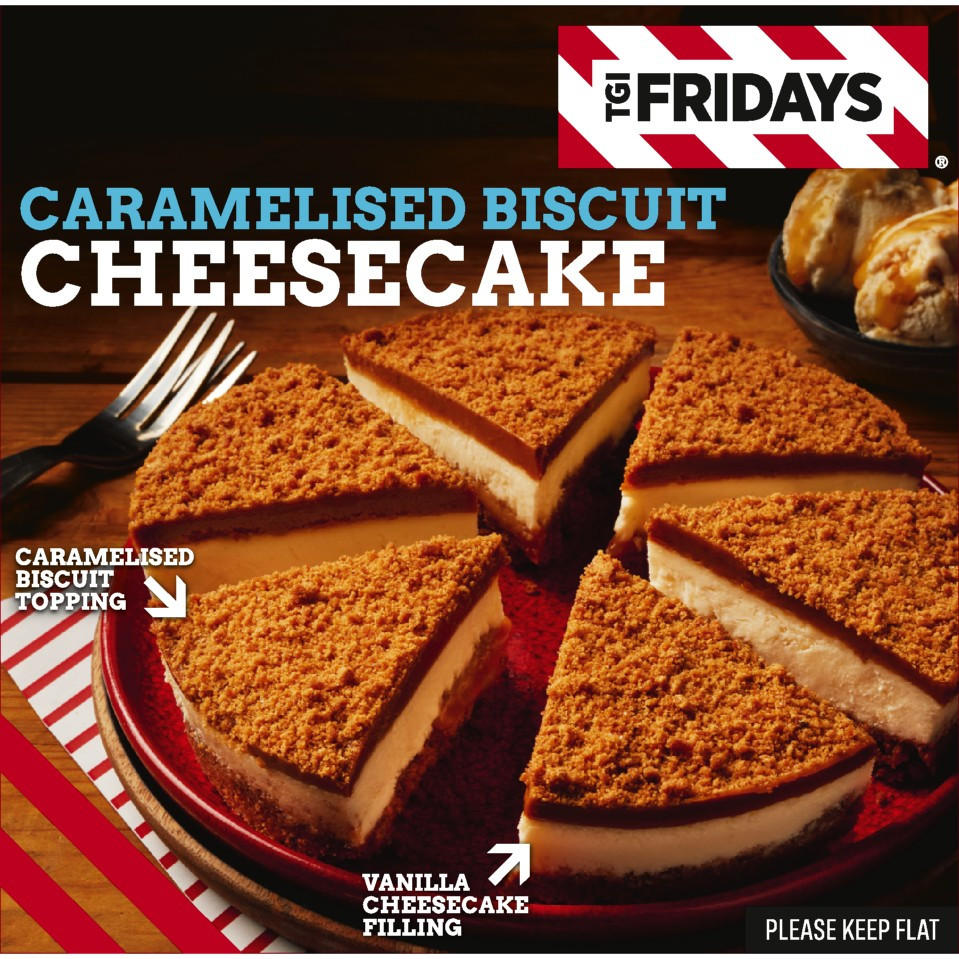 TGI FRIDAYS
®
CARAMELISED BISCUIT
CHEESECAKE
CARAMELISED
BISCUIT
TOPPING
VANILLA
CHEESECAKE
FILLING
PLEASE KEEP FLAT